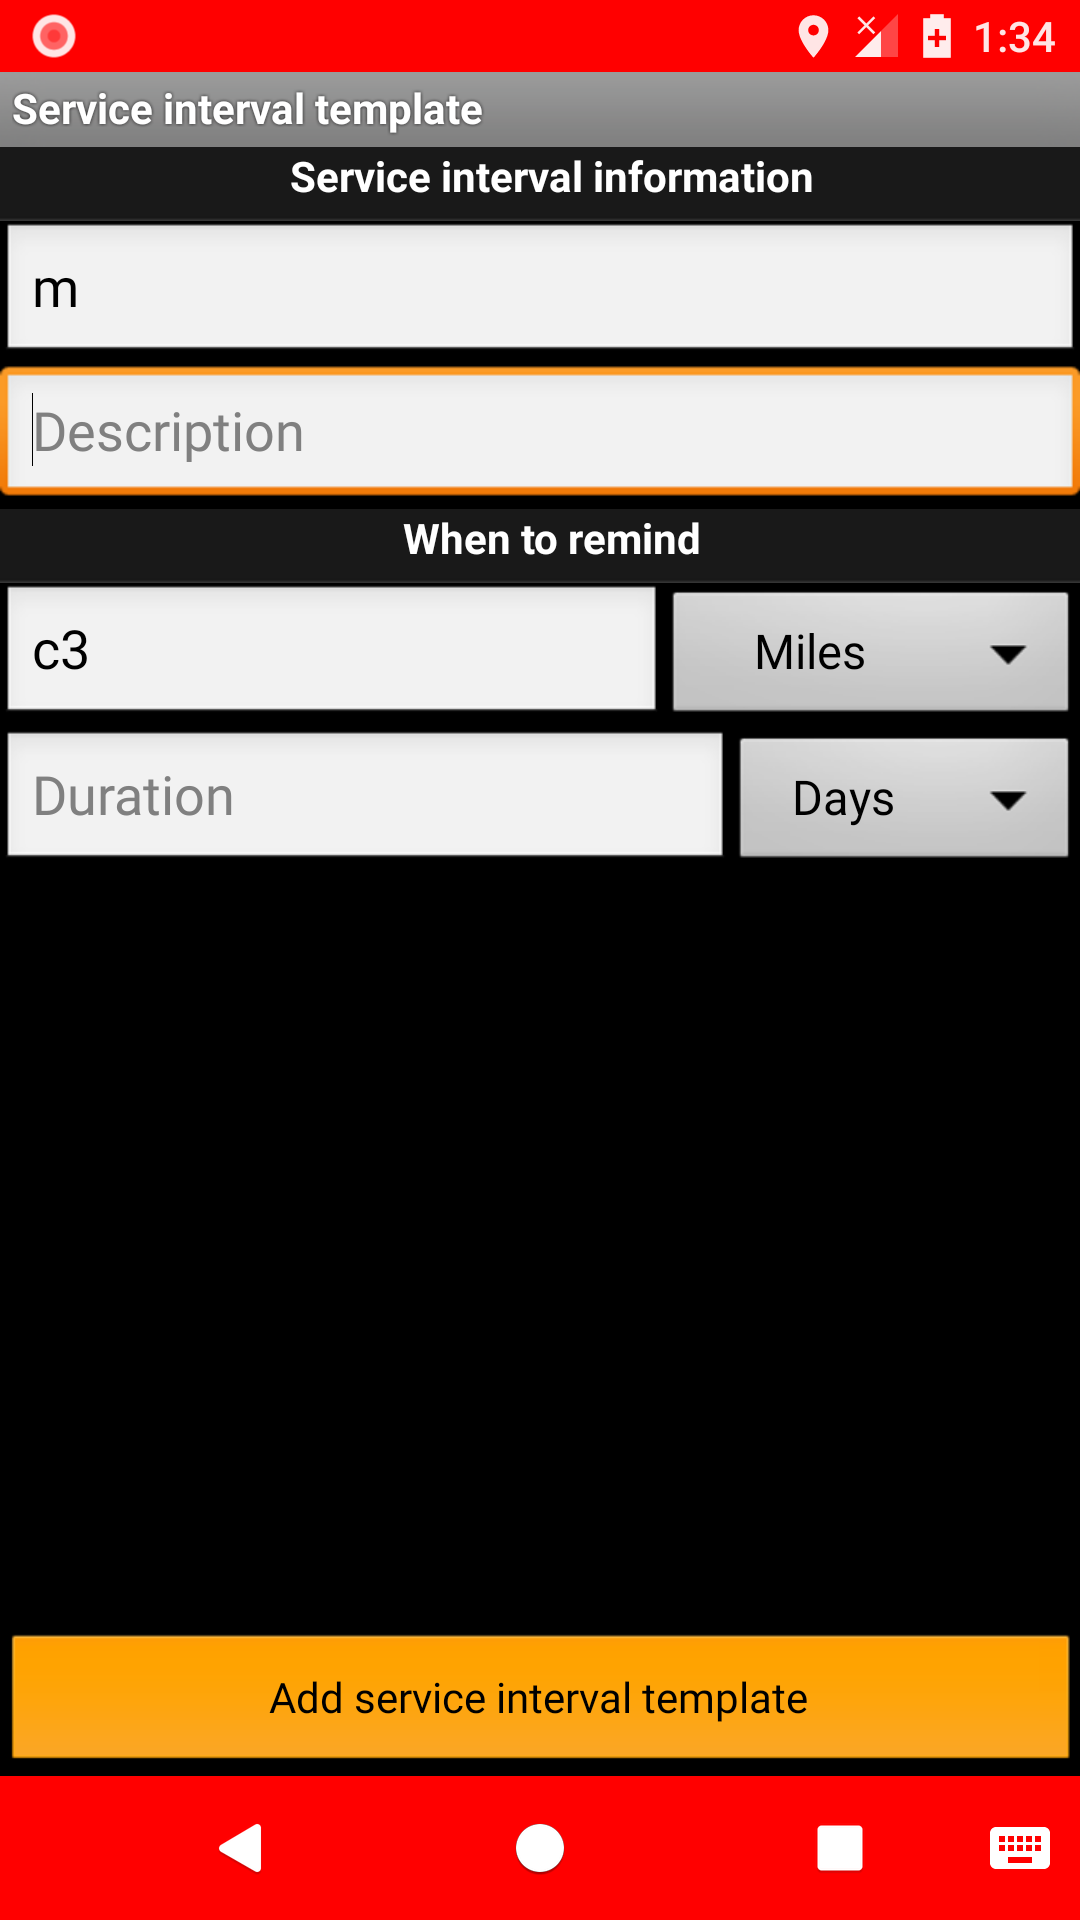 1:34
Service interval template
Service interval information
m
Description
When to remind
c3
Miles
Duration
Days
Add service interval template